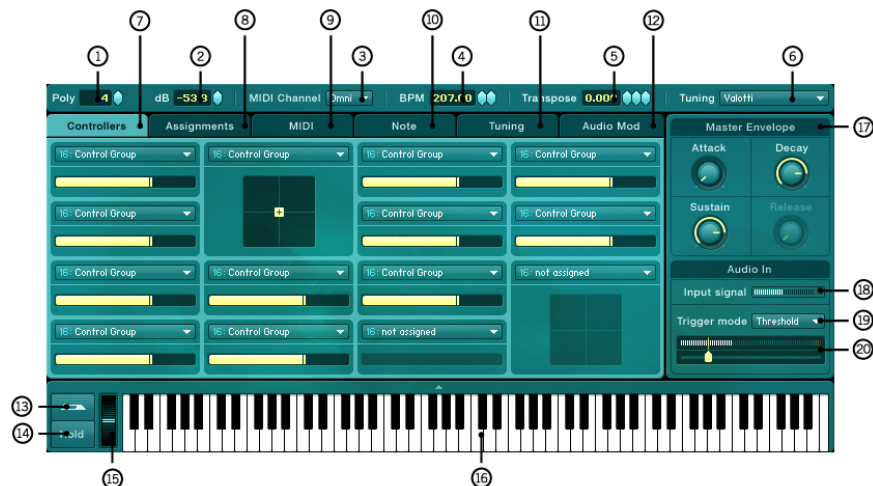 7 8 9 10 11 12
1 2 3 4 5 6
Poly 4 dB -53.8 MIDI Channel Omni BPM 207.00 Transpose 0.000 Tuning Valotti
Controllers Assignments MIDI Note Tuning Audio Mod
Master Envelope 17
16: Control Group 16: Control Group 16: Control Group 16: Control Group
Attack Decay
16: Control Group 16: Control Group 16: Control Group
Sustain Release
16: Control Group 16: Control Group 16: Control Group 16: not assigned
Audio In
Input signal 18
Trigger mode Threshold 19
16: Control Group 16: Control Group 16: not assigned
20
13
14 Hold
15 16